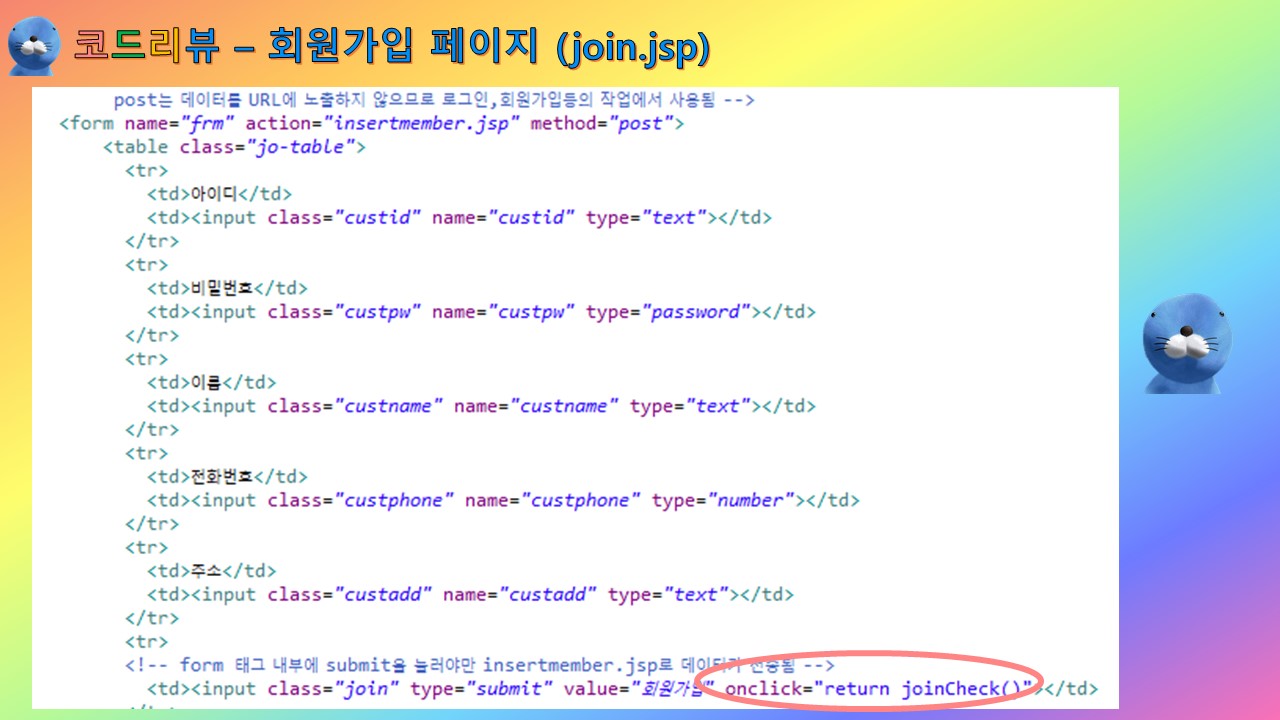 코드리뷰 – 회원가입 페이지 (join.jsp)
post는 데이터를 URL에 노출하지 않으므로 로그인,회원가입등의 작업에서 사용됨 -->
<form name="frm" action="insertmember.jsp" method="post">
<table class="jo-table">
<tr>
<td>아이디</td>
<td><input class="custid" name="custid" type="text"></td>
</tr>
<tr>
<td>비밀번호</td>
<td><input class="custpw" name="custpw" type="password"></td>
</tr>
<tr>
<td>이름</td>
<td><input class="custname" name="custname" type="text"></td>
</tr>
<tr>
<td>전화번호</td>
<td><input class="custphone" name="custphone" type="number"></td>
</tr>
<tr>
<td>주소</td>
<td><input class="custadd" name="custadd" type="text"></td>
</tr>
<tr>
<!-- form 태그 내부에 submit을 눌러야만 insertmember.jsp로 데이터가 전송됨 -->
<td><input class="join" type="submit" value="회원가입" onclick="return joinCheck()"></td>